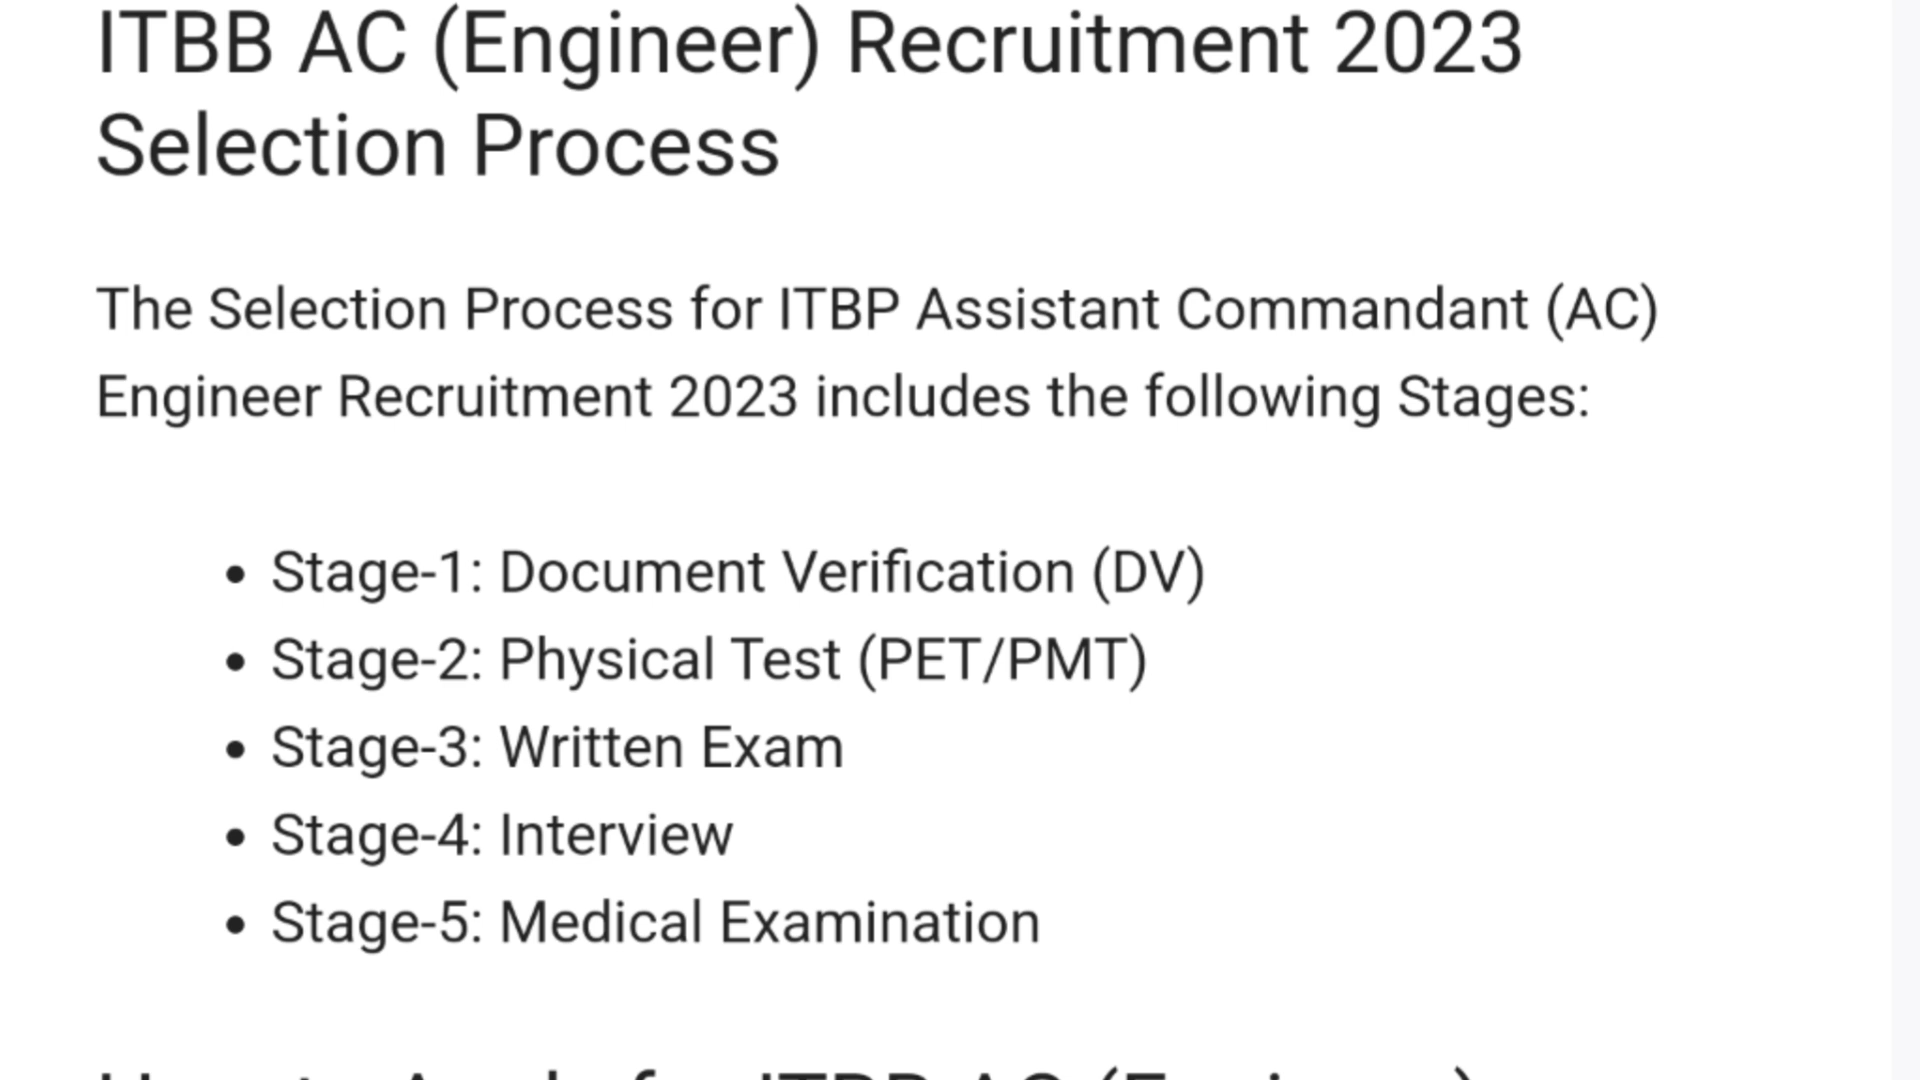 ITBB AC (Engineer) Recruitment 2023
Selection Process
The Selection Process for ITBP Assistant Commandant (AC)
Engineer Recruitment 2023 includes the following Stages:
• Stage-1: Document Verification (DV)
• Stage-2: Physical Test (PET/PMT)
• Stage-3: Written Exam
• Stage-4: Interview
• Stage-5: Medical Examination